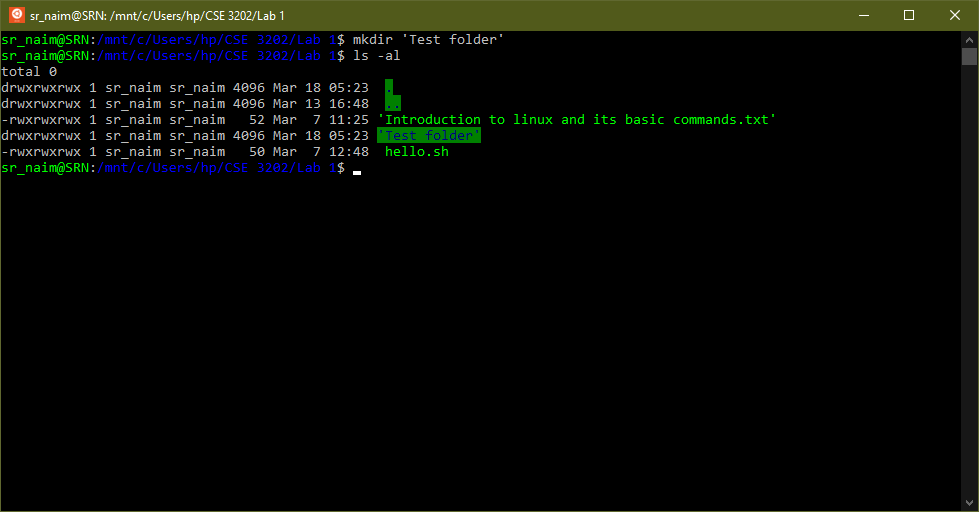 sr_naim@SRN: /mnt/c/Users/hp/CSE 3202/Lab 1
sr_naim@SRN:/mnt/c/Users/hp/CSE 3202/Lab 1$ mkdir 'Test folder'
sr_naim@SRN:/mnt/c/Users/hp/CSE 3202/Lab 1$ ls -al
total 0
drwxrwxrwx 1 sr_naim sr_naim 4096 Mar 18 05:23  .
drwxrwxrwx 1 sr_naim sr_naim 4096 Mar 13 16:48  ..
-rwxrwxrwx 1 sr_naim sr_naim   52 Mar  7 11:25 'Introduction to linux and its basic commands.txt'
drwxrwxrwx 1 sr_naim sr_naim 4096 Mar 18 05:23 'Test folder'
-rwxrwxrwx 1 sr_naim sr_naim   50 Mar  7 12:48  hello.sh
sr_naim@SRN:/mnt/c/Users/hp/CSE 3202/Lab 1$